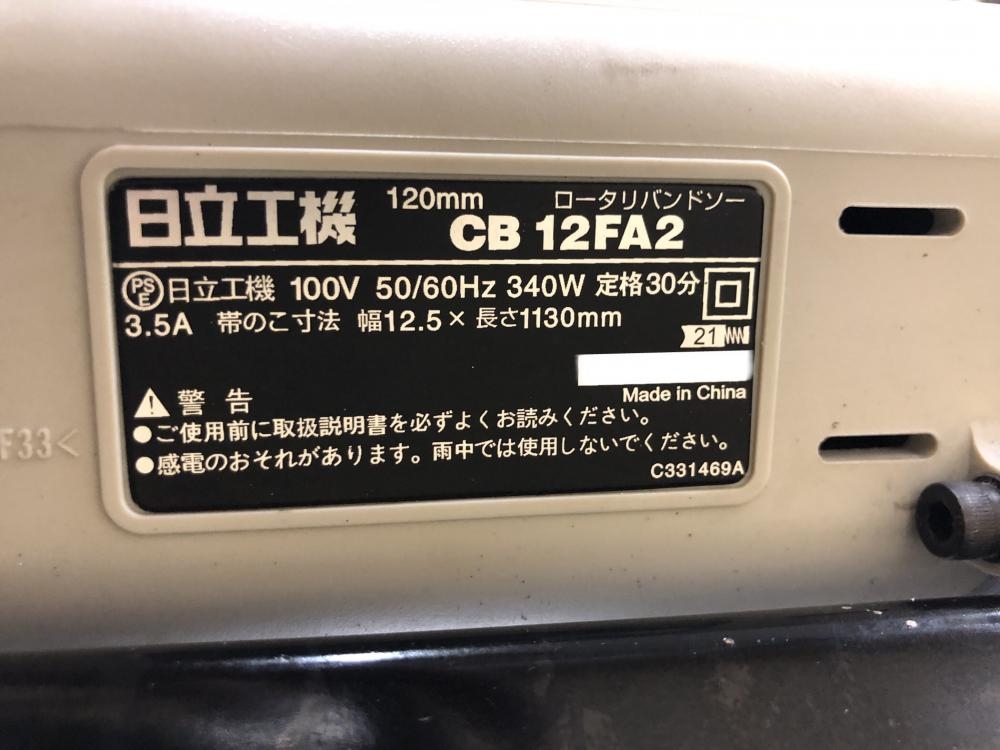 日立工機 120mm ロータリバンドソー
CB 12FA2
PSE 日立工機 100V 50/60Hz 340W 定格30分
3.5A 帯のこ寸法 幅12.5×長さ1130mm
21
Made in China
警告
●ご使用前に取扱説明書を必ずよくお読みください。
●感電のおそれがあります。雨中では使用しないでください。
C331469A
F33<